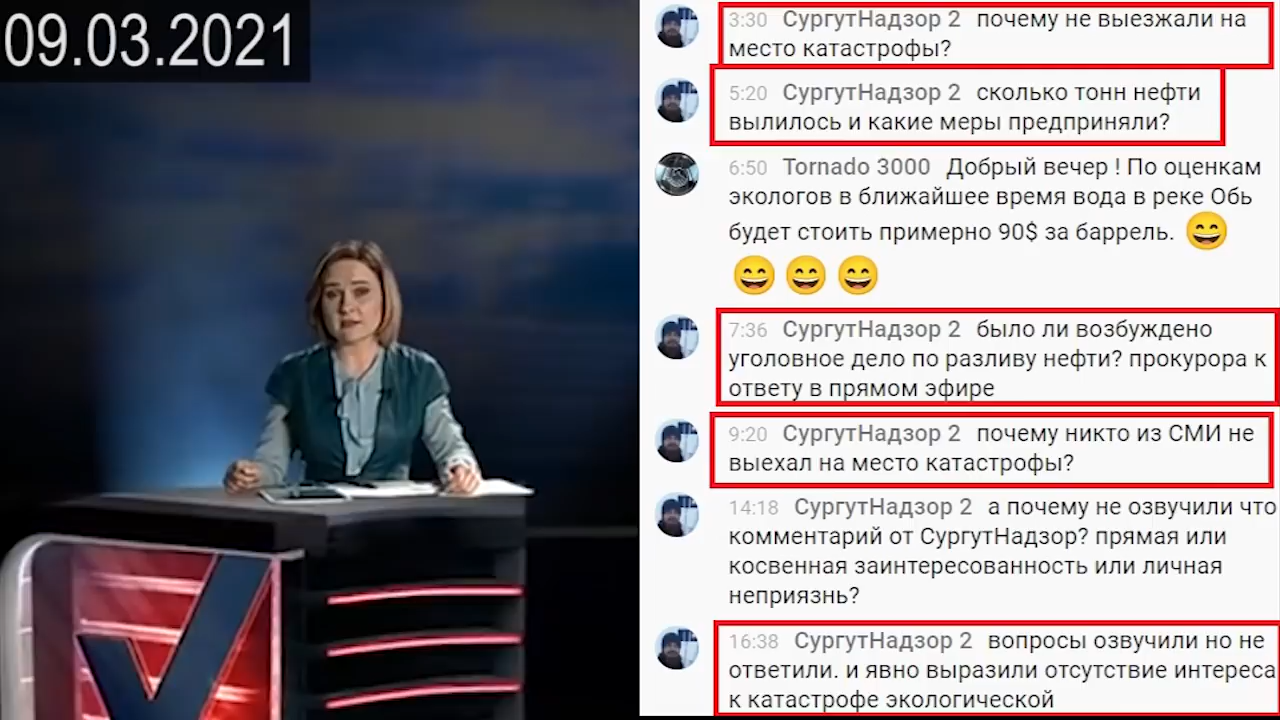 09.03.2021
3:30 СургутНадзор 2 почему не выезжали на
место катастрофы?
5:20 СургутНадзор 2 сколько тонн нефти
вылилось и какие меры предприняли?
6:50 Tornado 3000 Добрый вечер ! По оценкам
экологов в ближайшее время вода в реке Обь
будет стоить примерно 90$ за баррель. 😄
😄 😄 😄
7:36 СургутНадзор 2 было ли возбуждено
уголовное дело по разливу нефти? прокурора к
ответу в прямом эфире
9:20 СургутНадзор 2 почему никто из СМИ не
выехал на место катастрофы?
14:18 СургутНадзор 2 а почему не озвучили что
комментарий от СургутНадзор? прямая или
косвенная заинтересованность или личная
неприязнь?
16:38 СургутНадзор 2 вопросы озвучили но не
ответили. и явно выразили отсутствие интереса
к катастрофе экологической